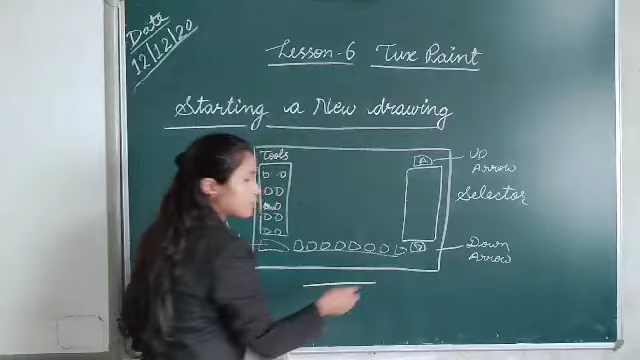 Date
12/12/20
Lesson-6 Tux Paint
Starting a New drawing
Tools
UP
Arrow
Selector
Down
Arrow